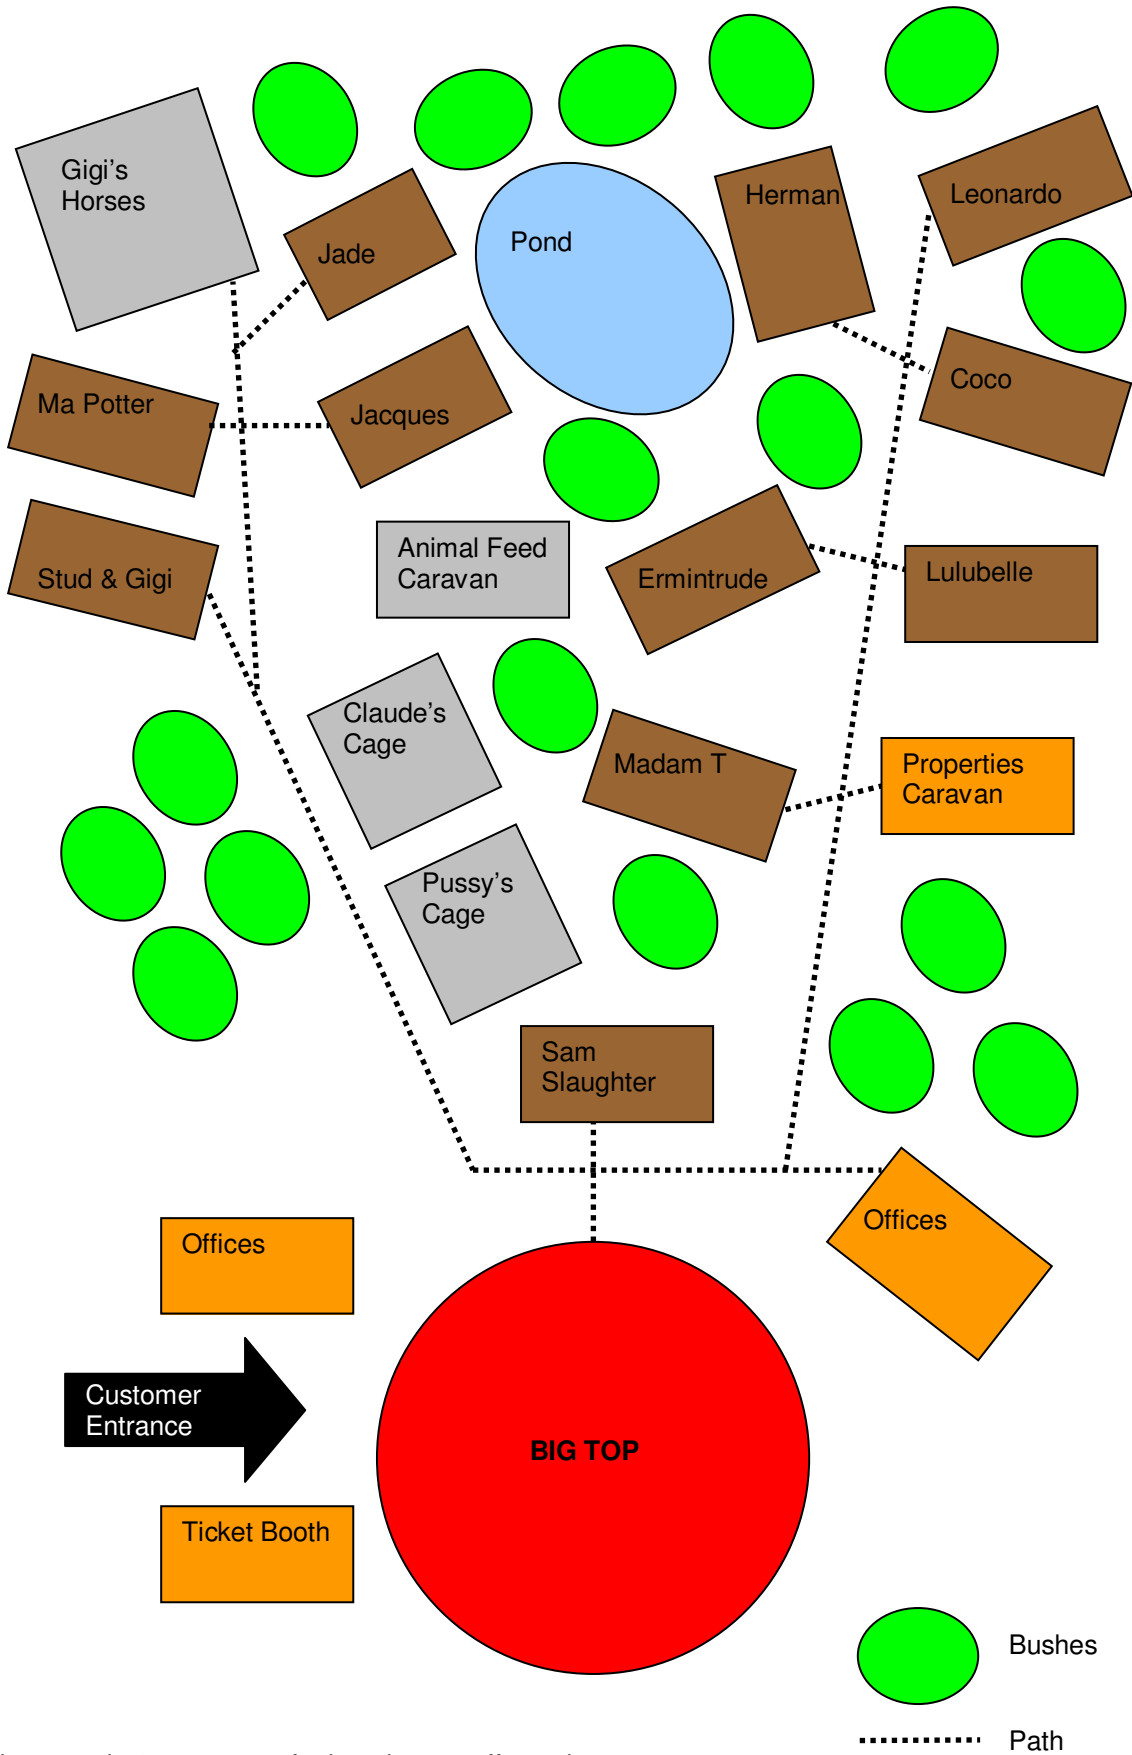 Gigi's
Horses
Jade
Pond
Herman
Leonardo
Ma Potter
Jacques
Coco
Stud & Gigi
Animal Feed
Caravan
Ermintrude
Lulubelle
Claude's
Cage
Madam T
Properties
Caravan
Pussy's
Cage
Sam
Slaughter
Offices
Offices
Customer
Entrance
BIG TOP
Ticket Booth
Bushes
Path